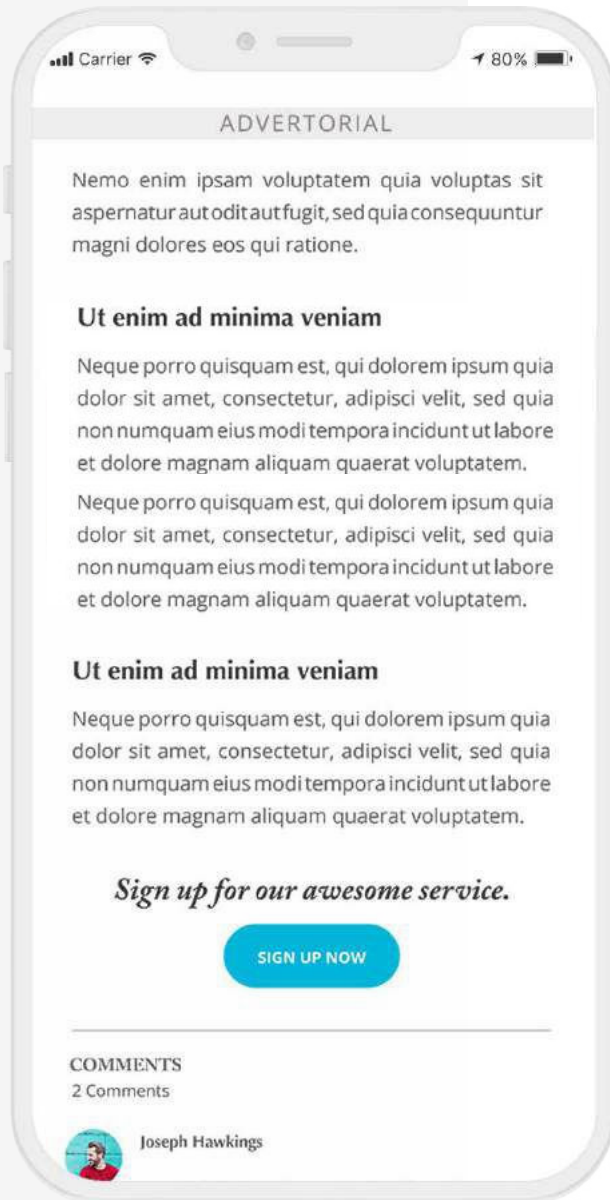 Carrier 80%
ADVERTORIAL
Nemo enim ipsam voluptatem quia voluptas sit
aspernatur aut odit aut fugit, sed quia consequuntur
magni dolores eos qui ratione.
Ut enim ad minima veniam
Neque porro quisquam est, qui dolorem ipsum quia
dolor sit amet, consectetur, adipisci velit, sed quia
non numquam eius modi tempora incidunt ut labore
et dolore magnam aliquam quaerat voluptatem.
Neque porro quisquam est, qui dolorem ipsum quia
dolor sit amet, consectetur, adipisci velit, sed quia
non numquam eius modi tempora incidunt ut labore
et dolore magnam aliquam quaerat voluptatem.
Ut enim ad minima veniam
Neque porro quisquam est, qui dolorem ipsum quia
dolor sit amet, consectetur, adipisci velit, sed quia
non numquam eius modi tempora incidunt ut labore
et dolore magnam aliquam quaerat voluptatem.
Sign up for our awesome service.
SIGN UP NOW
COMMENTS
2 Comments
Joseph Hawkings